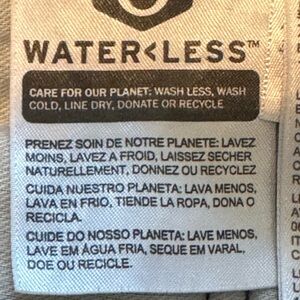 WATER<LESS™
CARE FOR OUR PLANET: WASH LESS, WASH
COLD, LINE DRY, DONATE OR RECYCLE
PRENEZ SOIN DE NOTRE PLANETE: LAVEZ
MOINS, LAVEZ A FROID, LAISSEZ SECHER
NATURELLEMENT, DONNEZ OU RECYCLEZ
CUIDA NUESTRO PLANETA: LAVA MENOS,
LAVA EN FRIO, TIENDE LA ROPA, DONA O
RECICLA.
CUIDE DO NOSSO PLANETA: LAVE MENOS,
LAVE EM ÁGUA FRIA, SEQUE EM VARAL,
DOE OU RECICLE.